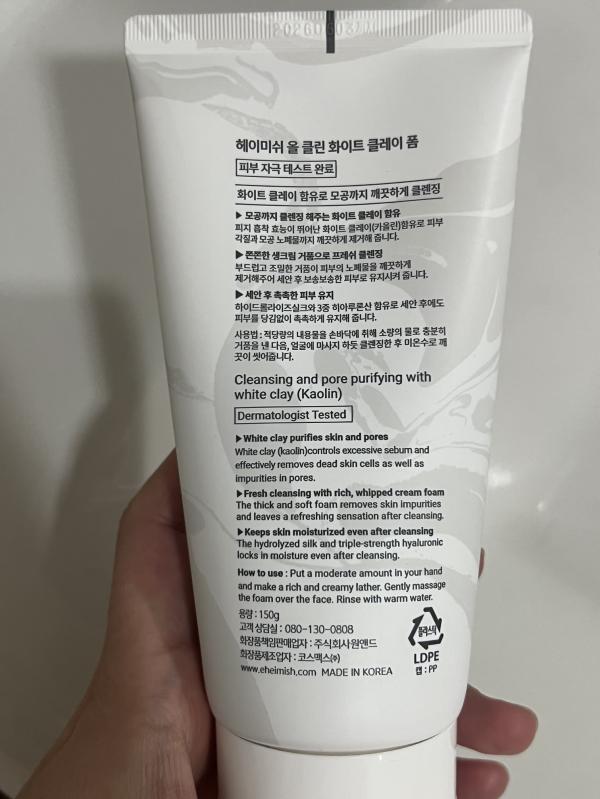 헤이미쉬 올 클린 화이트 클레이 폼
피부 자극 테스트 완료
화이트 클레이 함유로 모공까지 깨끗하게 클렌징
▶ 모공까지 클렌징 해주는 화이트 클레이 함유
피지 흡착 효능이 뛰어난 화이트 클레이(카올린)함유로 피부
각질과 모공 노폐물까지 깨끗하게 제거해 줍니다.
▶ 쫀쫀한 생크림 거품으로 프레쉬 클렌징
부드럽고 조밀한 거품이 피부의 노폐물을 깨끗하게
제거해주어 세안 후 보송보송한 피부로 유지시켜 줍니다.
▶ 세안 후 촉촉한 피부 유지
하이드롤라이즈실크와 3중 히아루론산 함유로 세안 후에도
피부를 당김없이 촉촉하게 유지해 줍니다.
사용법 : 적당량의 내용물을 손바닥에 취해 소량의 물로 충분히
거품을 낸 다음, 얼굴에 마사지 하듯 클렌징한 후 미온수로 깨
끗이 씻어줍니다.
Cleansing and pore purifying with
white clay (Kaolin)
Dermatologist Tested
▶White clay purifies skin and pores
White clay (kaolin)controls excessive sebum and
effectively removes dead skin cells as well as
impurities in pores.
▶Fresh cleansing with rich, whipped cream foam
The thick and soft foam removes skin impurities
and leaves a refreshing sensation after cleansing.
▶Keeps skin moisturized even after cleansing
The hydrolyzed silk and triple-strength hyaluronic
locks in moisture even after cleansing.
How to use : Put a moderate amount in your hand
and make a rich and creamy lather. Gently massage
the foam over the face. Rinse with warm water.
용량 : 150g
고객 상담실 : 080-130-0808
화장품책임판매업자 : 주식회사원앤드
화장품제조업자 : 코스맥스㈜
www.eheimish.com MADE IN KOREA
플라스틱
LDPE
캡 : PP